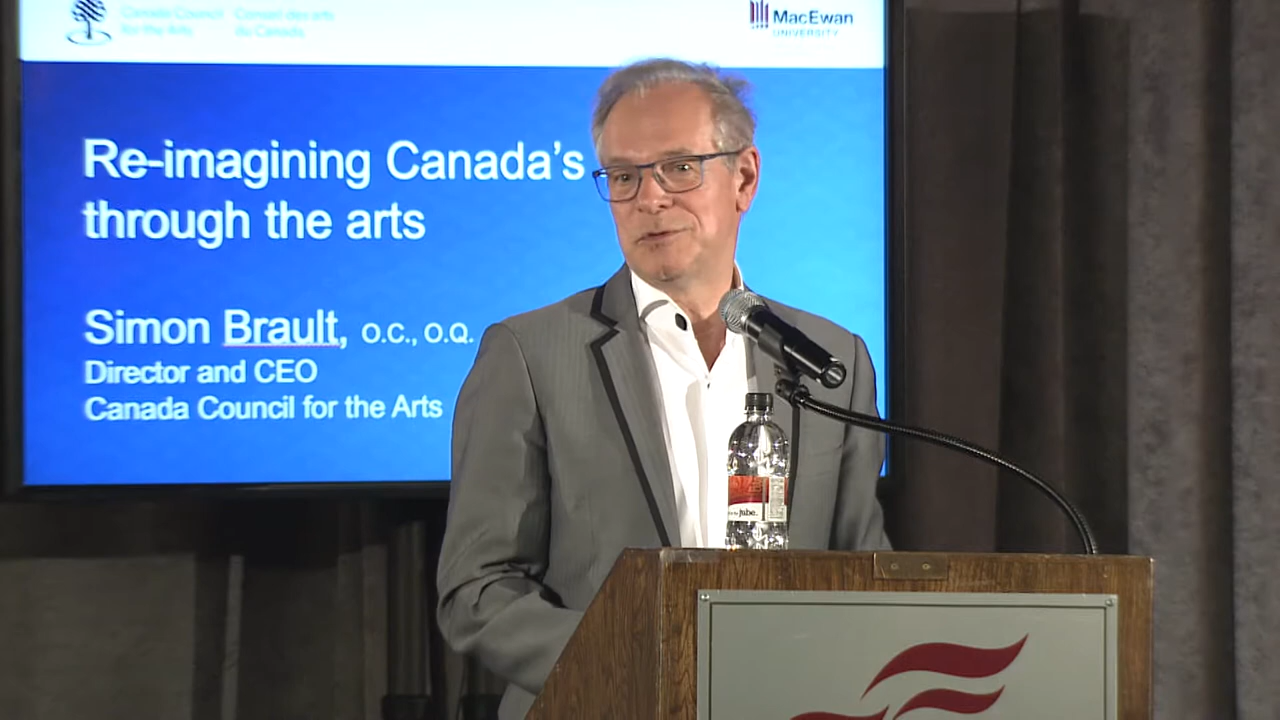 Canada Council Conseil des arts
for the Arts du Canada
MacEwan
UNIVERSITY
Re-imagining Canada's
through the arts
Simon Brault, O.C., O.Q.
Director and CEO
Canada Council for the Arts
Jube